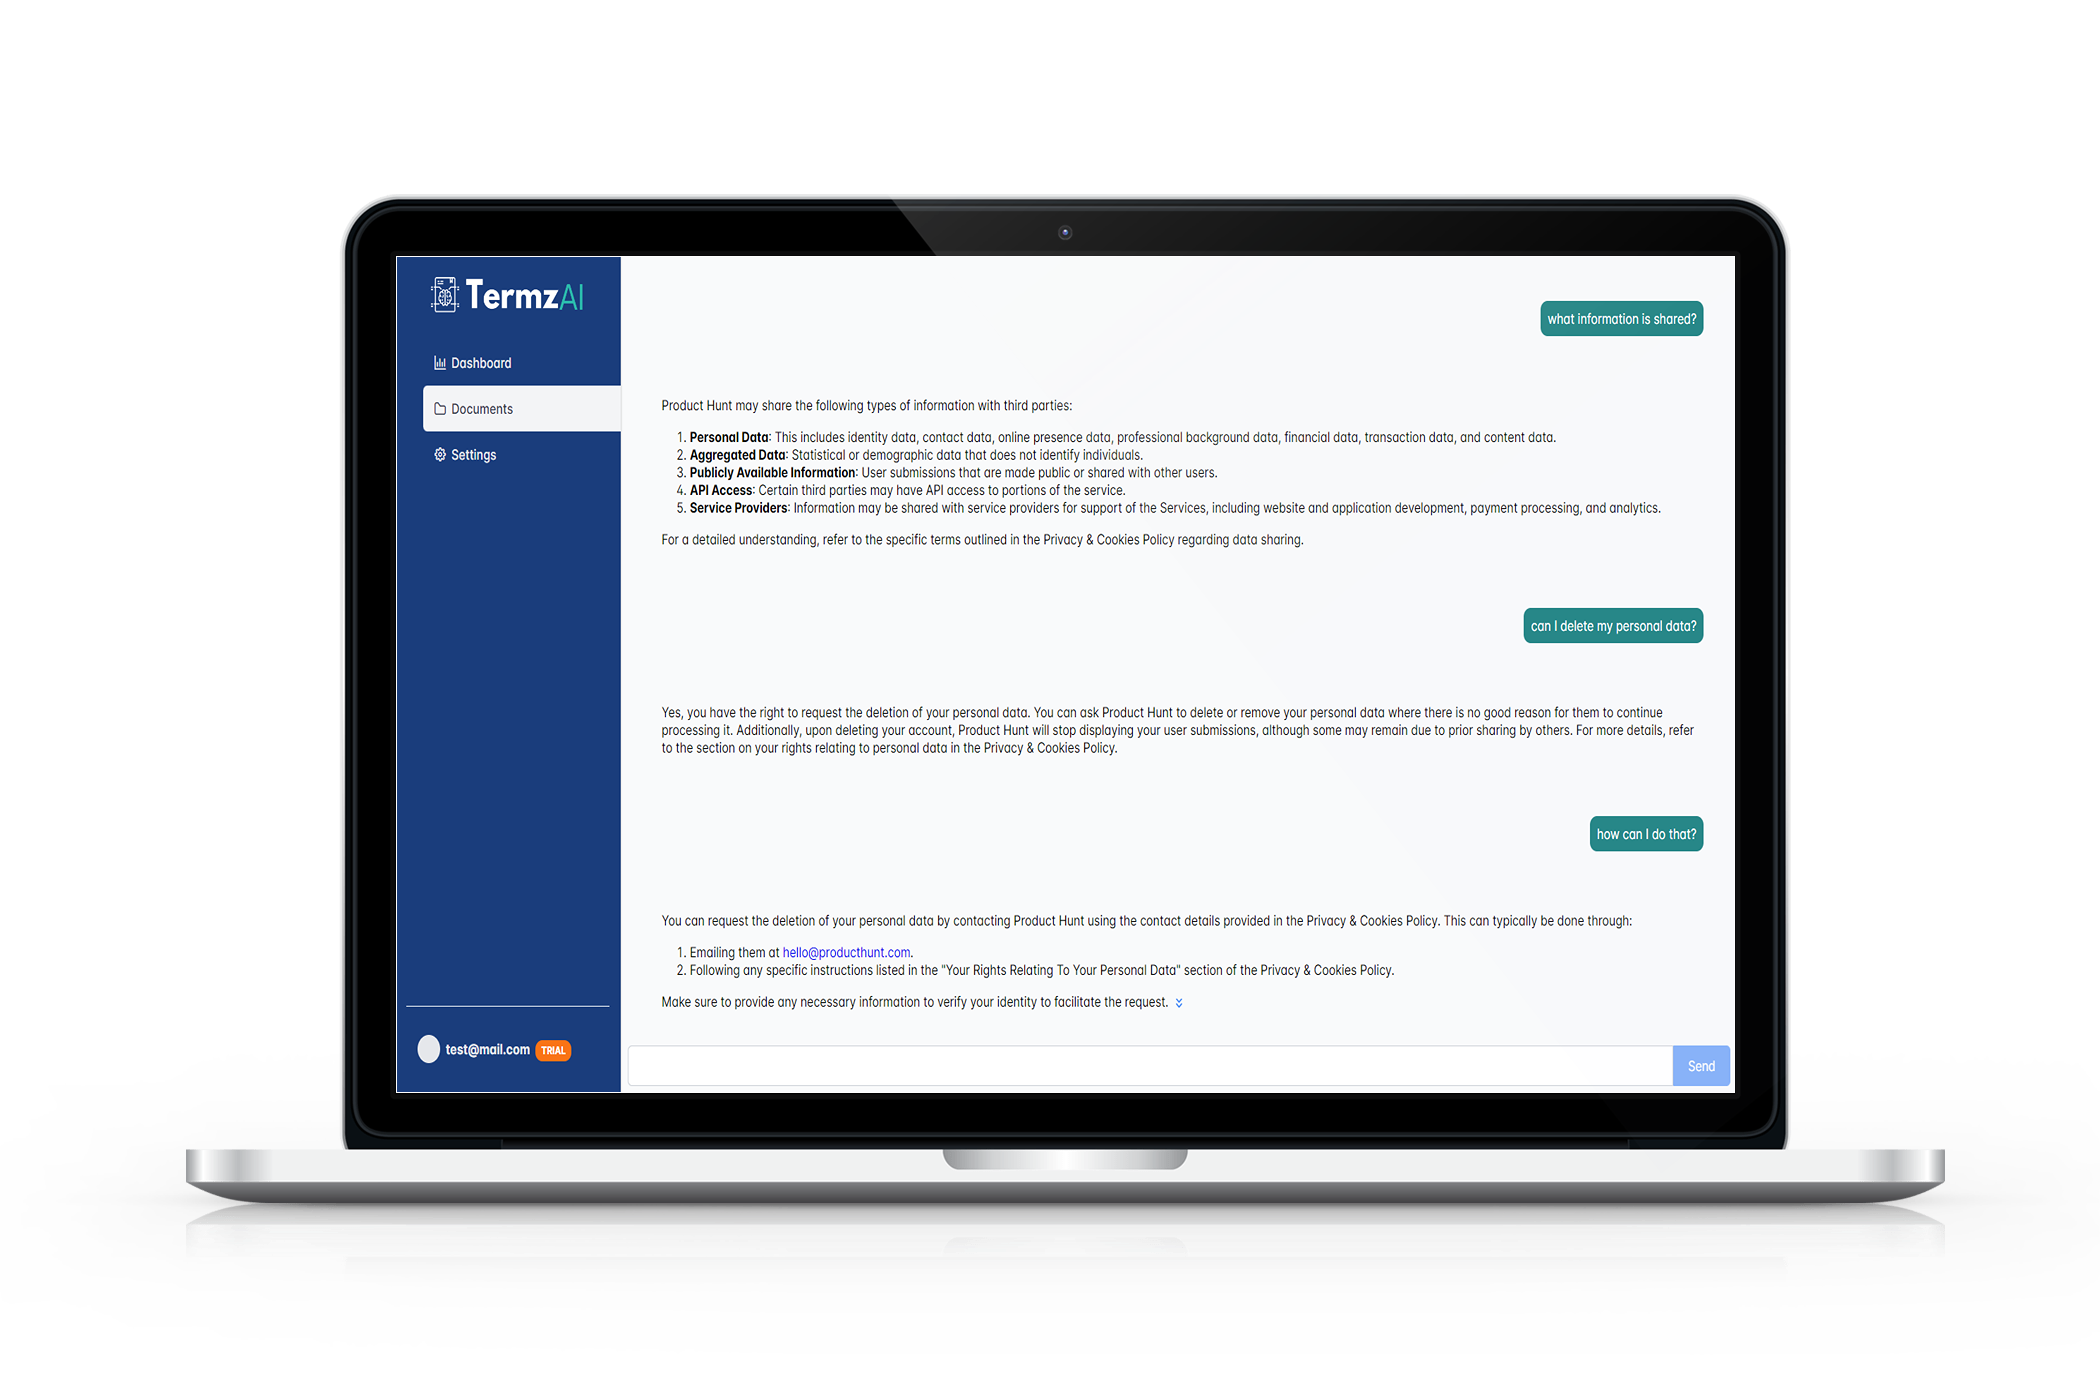 TermzAI
Dashboard
Documents
Settings
test@mail.com TRIAL
what information is shared?
Product Hunt may share the following types of information with third parties:
1. Personal Data: This includes identity data, contact data, online presence data, professional background data, financial data, transaction data, and content data.
2. Aggregated Data: Statistical or demographic data that does not identify individuals.
3. Publicly Available Information: User submissions that are made public or shared with other users.
4. API Access: Certain third parties may have API access to portions of the service.
5. Service Providers: Information may be shared with service providers for support of the Services, including website and application development, payment processing, and analytics.
For a detailed understanding, refer to the specific terms outlined in the Privacy & Cookies Policy regarding data sharing.
can I delete my personal data?
Yes, you have the right to request the deletion of your personal data. You can ask Product Hunt to delete or remove your personal data where there is no good reason for them to continue
processing it. Additionally, upon deleting your account, Product Hunt will stop displaying your user submissions, although some may remain due to prior sharing by others. For more details, refer
to the section on your rights relating to personal data in the Privacy & Cookies Policy.
how can I do that?
You can request the deletion of your personal data by contacting Product Hunt using the contact details provided in the Privacy & Cookies Policy. This can typically be done through:
1. Emailing them at hello@producthunt.com.
2. Following any specific instructions listed in the "Your Rights Relating To Your Personal Data" section of the Privacy & Cookies Policy.
Make sure to provide any necessary information to verify your identity to facilitate the request.
Send